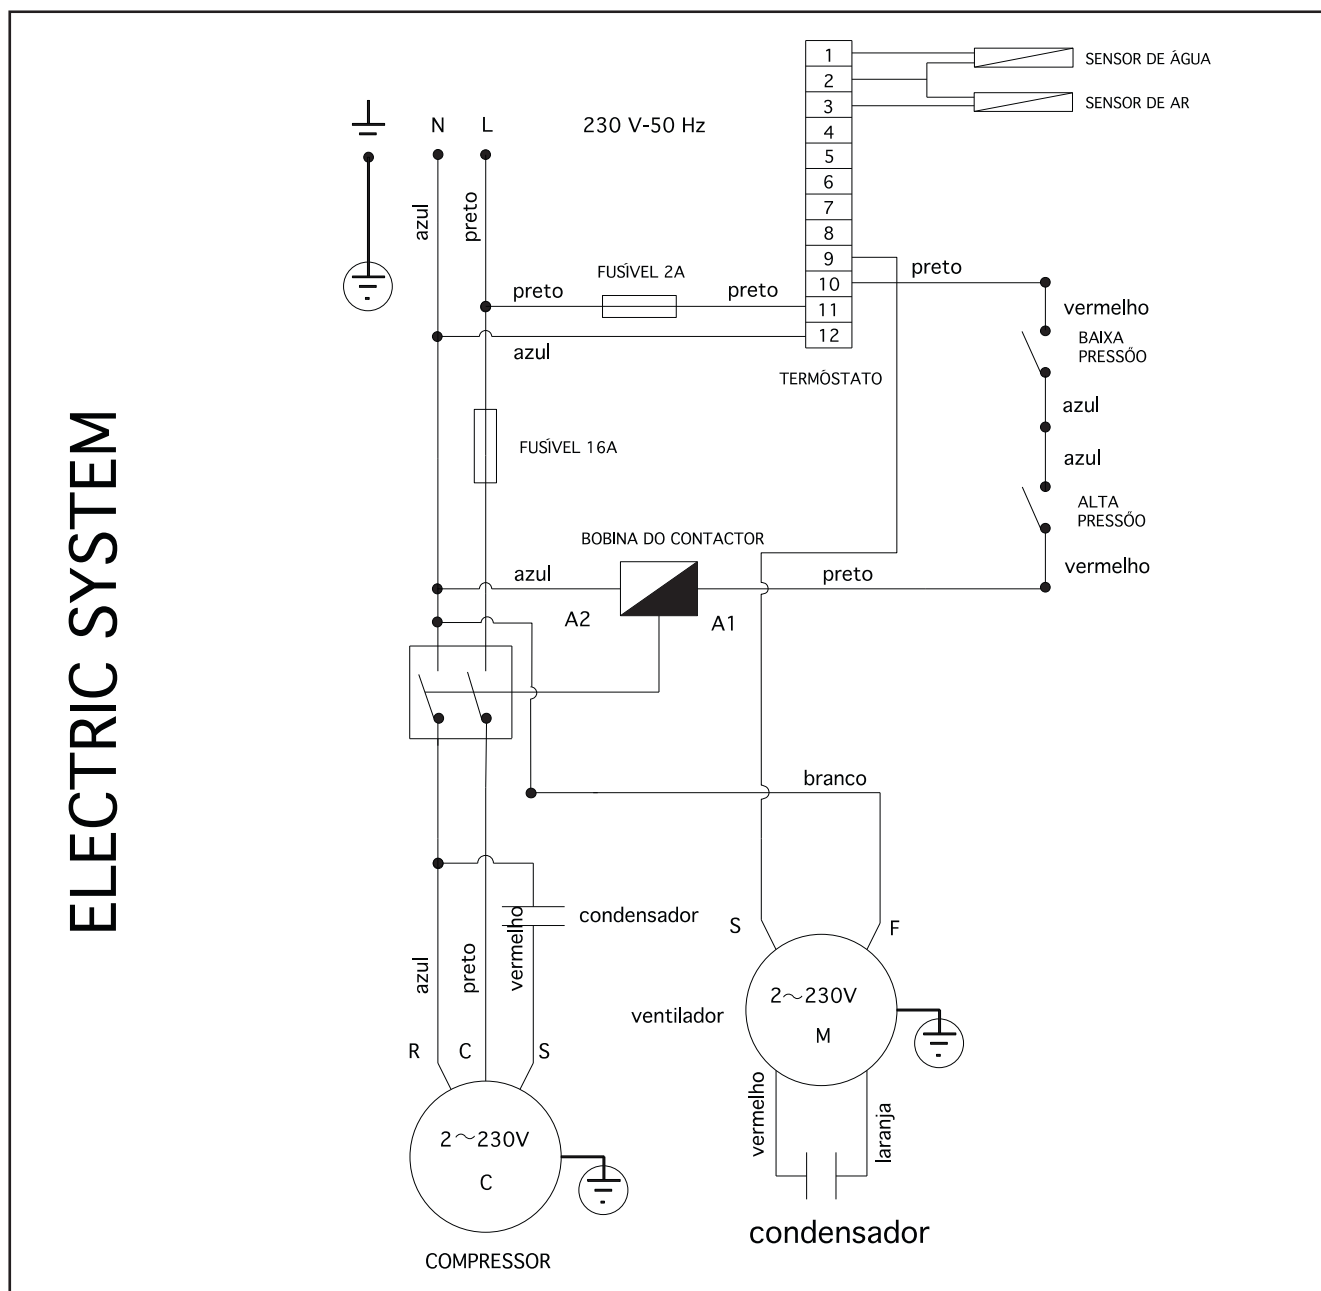 ELECTRIC SYSTEM
1
SENSOR DE ÁGUA
2
3
SENSOR DE AR
N
L
230 V-50 Hz
4
5
6
7
azul
preto
8
9
preto
FUSÍVEL 2A
10
preto
preto
11
vermelho
12
azul
BAIXA
PRESSÕO
TERMÓSTATO
azul
FUSÍVEL 16A
azul
ALTA
PRESSÕO
BOBINA DO CONTACTOR
azul
preto
vermelho
A2
A1
branco
condensador
S
F
azul
preto
vermelho
2~230V
M
ventilador
R
C
S
vermelho
laranja
2~230V
C
condensador
COMPRESSOR